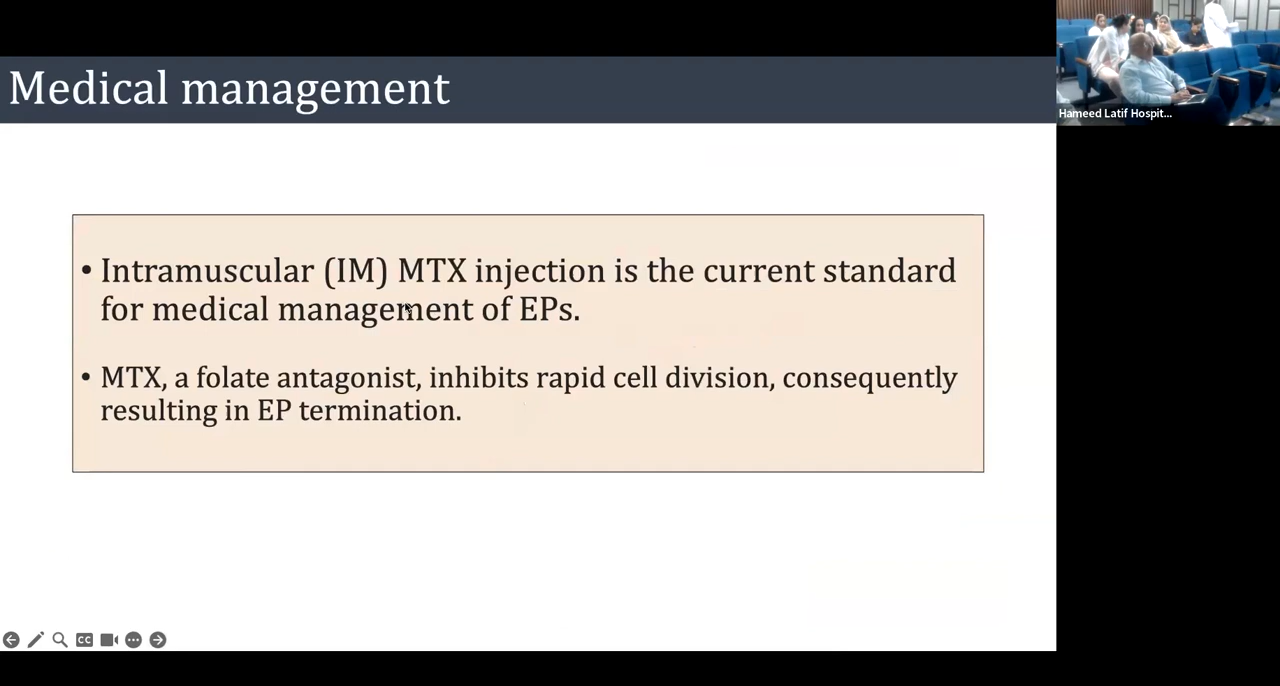 Medical management
• Intramuscular (IM) MTX injection is the current standard
for medical management of EPs.
• MTX, a folate antagonist, inhibits rapid cell division, consequently
resulting in EP termination.
Hameed Latif Hospit...
CC